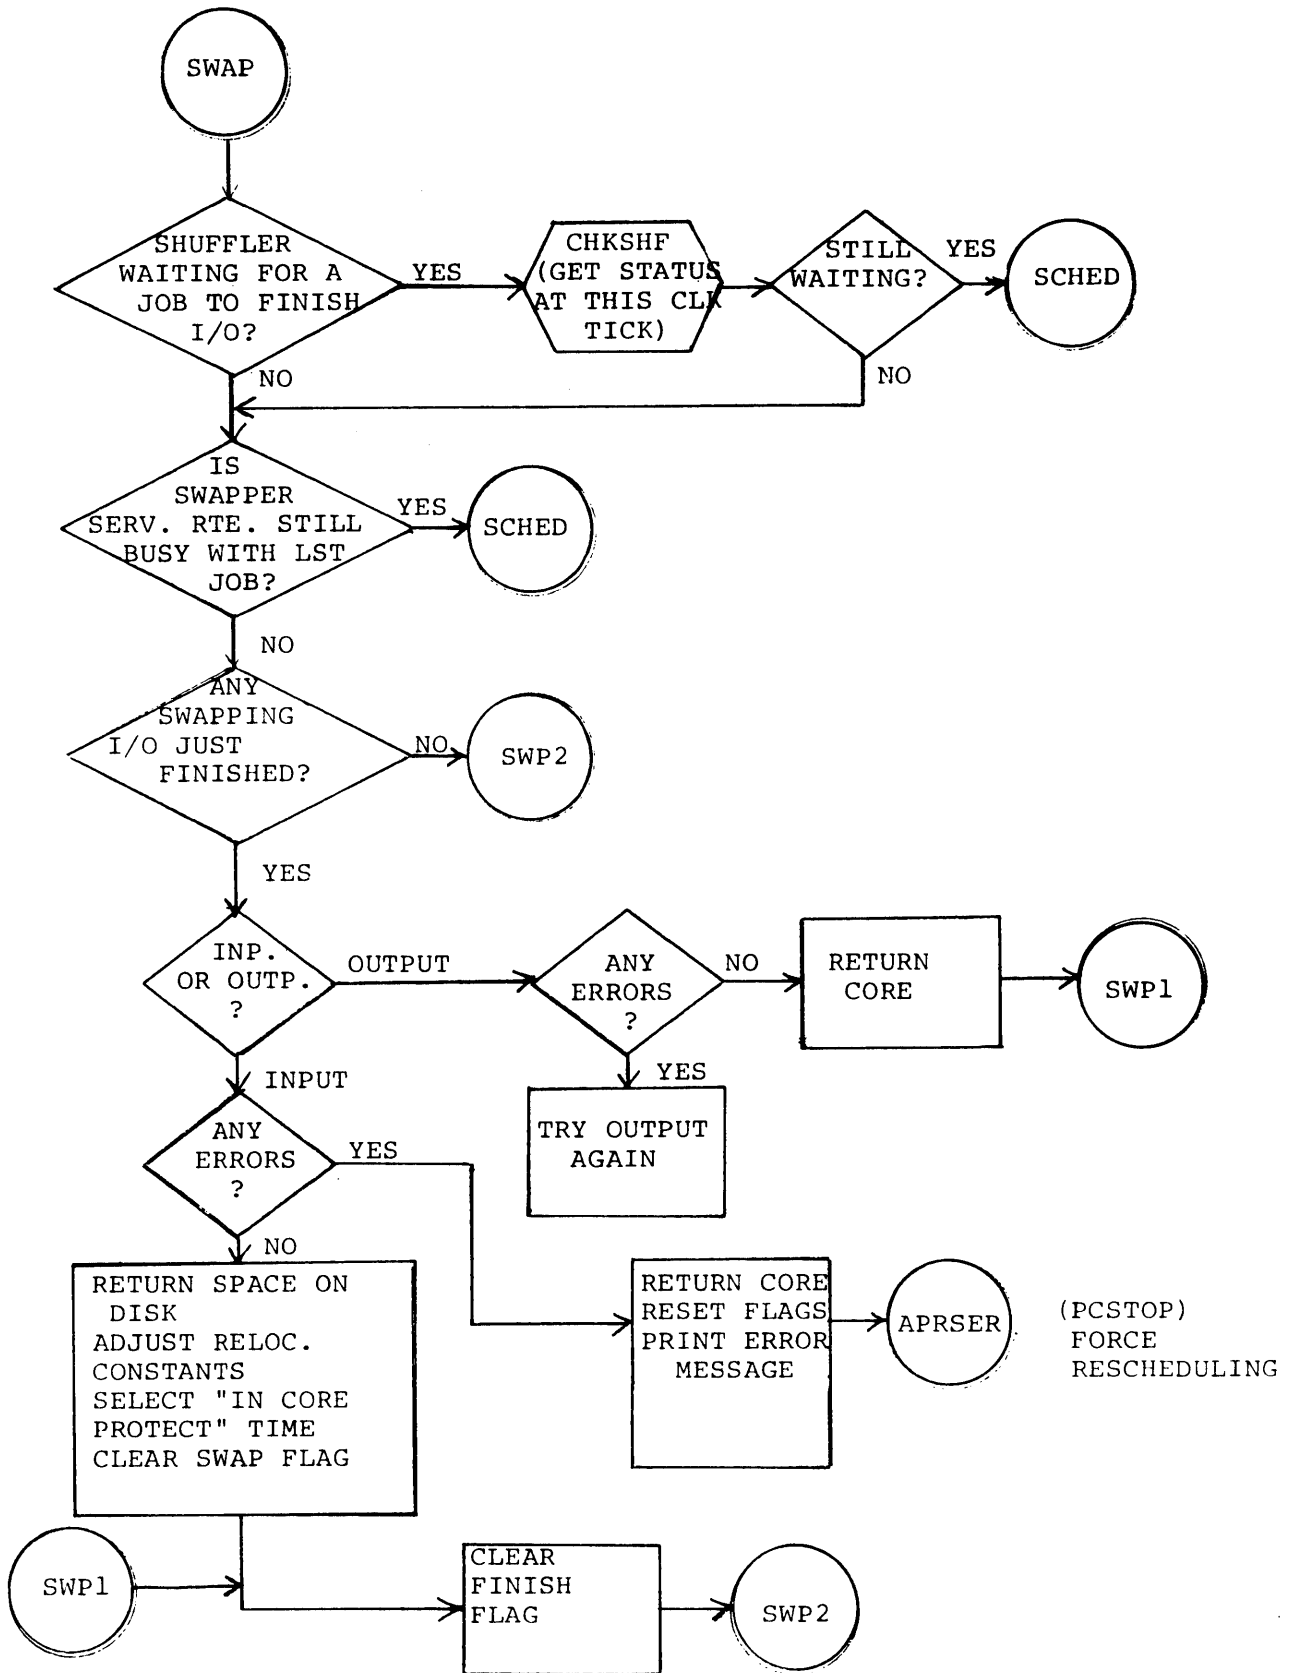 SWAP
SHUFFLER
WAITING FOR A
JOB TO FINISH
I/O?
YES
CHKSHF
(GET STATUS
AT THIS CLK
TICK)
STILL
WAITING?
YES
SCHED
NO
NO
IS
SWAPPER
SERV. RTE. STILL
BUSY WITH LST
JOB?
YES
SCHED
NO
ANY
SWAPPING
I/O JUST
FINISHED?
NO
SWP2
YES
INP.
OR OUTP.
?
OUTPUT
ANY
ERRORS
?
NO
RETURN
CORE
SWP1
INPUT
YES
TRY OUTPUT
AGAIN
ANY
ERRORS
?
YES
NO
RETURN SPACE ON
DISK
ADJUST RELOC.
CONSTANTS
SELECT "IN CORE
PROTECT" TIME
CLEAR SWAP FLAG
RETURN CORE
RESET FLAGS
PRINT ERROR
MESSAGE
APRSER
(PCSTOP)
FORCE
RESCHEDULING
SWP1
CLEAR
FINISH
FLAG
SWP2